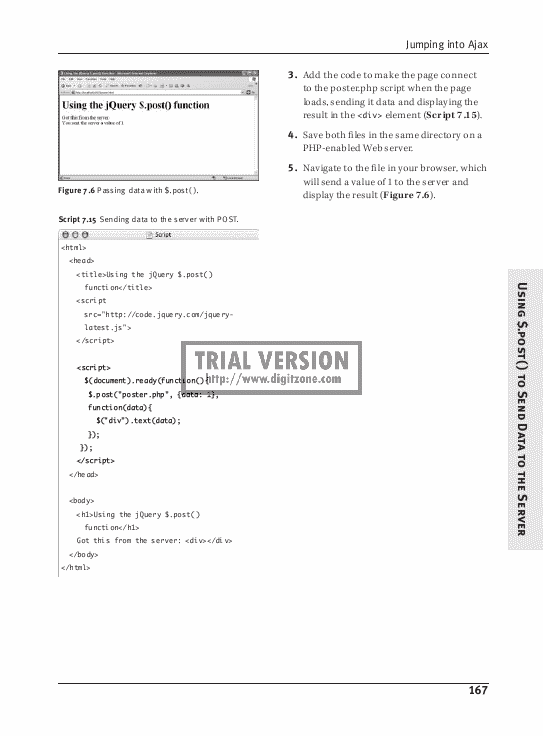 Jumping into Ajax
Using the jQuery $.post() function
Got this from the server:
You sent the server a value of 1
Figure 7.6 Passing data with $.post().
Script 7.15 Sending data to the server with POST.
Script
<html>
<head>
<title>Using the jQuery $.post()
function</title>
<script
src="http://code.jquery.com/jquery-
latest.js">
</script>
<script>
$(document).ready(function(){
$.post("poster.php", {data: 1},
function(data){
$("div").text(data);
});
});
</script>
</head>
<body>
<h1>Using the jQuery $.post()
function</h1>
Got this from the server: <div></div>
</body>
</html>
3. Add the code to make the page connect
to the poster.php script when the page
loads, sending it data and displaying the
result in the <div> element (Script 7.15).
4. Save both files in the same directory on a
PHP-enabled Web server.
5. Navigate to the file in your browser, which
will send a value of 1 to the server and
display the result (Figure 7.6).
TRIAL VERSION
http://www.digitzone.com
Using $.post() to Send Data to the Server
167